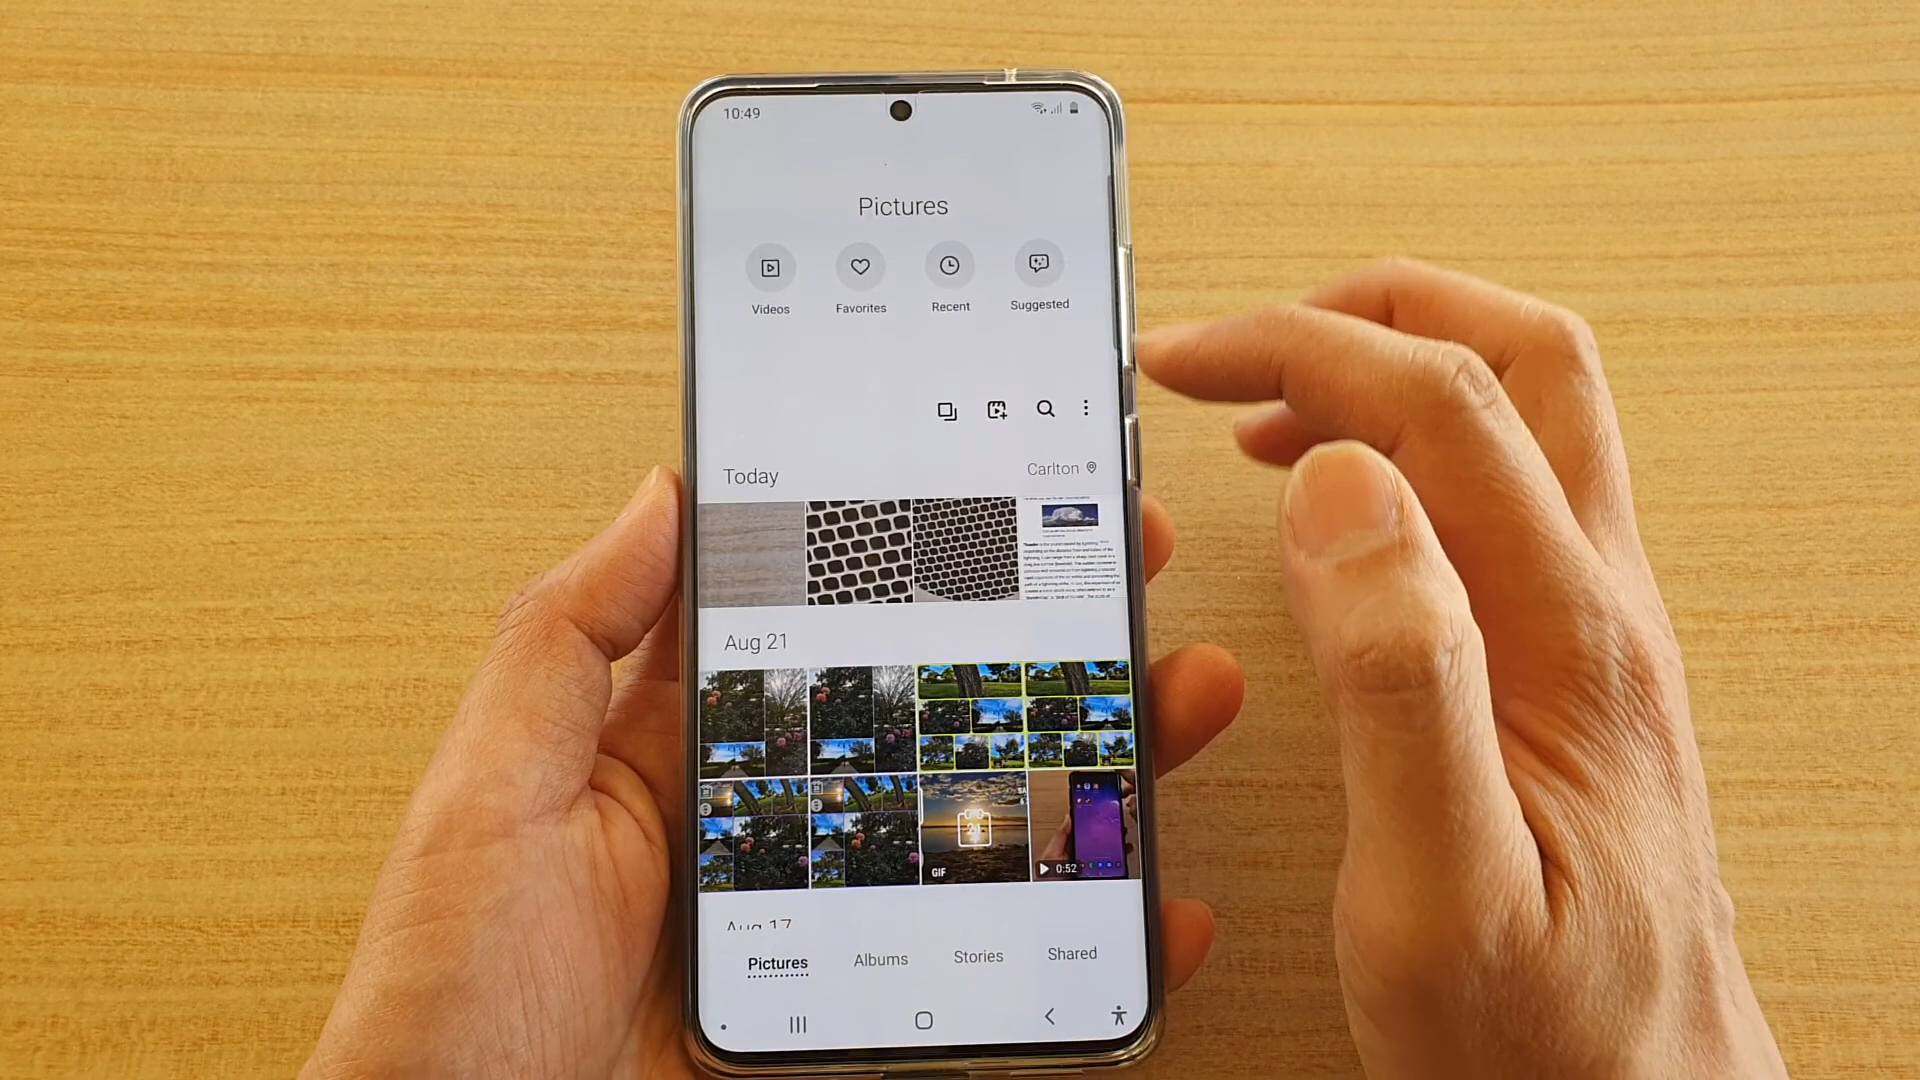 10:49
Pictures
Videos Favorites Recent Suggested
Today Carlton
Aug 21
GIF 0:52
Aug 17
Pictures Albums Stories Shared